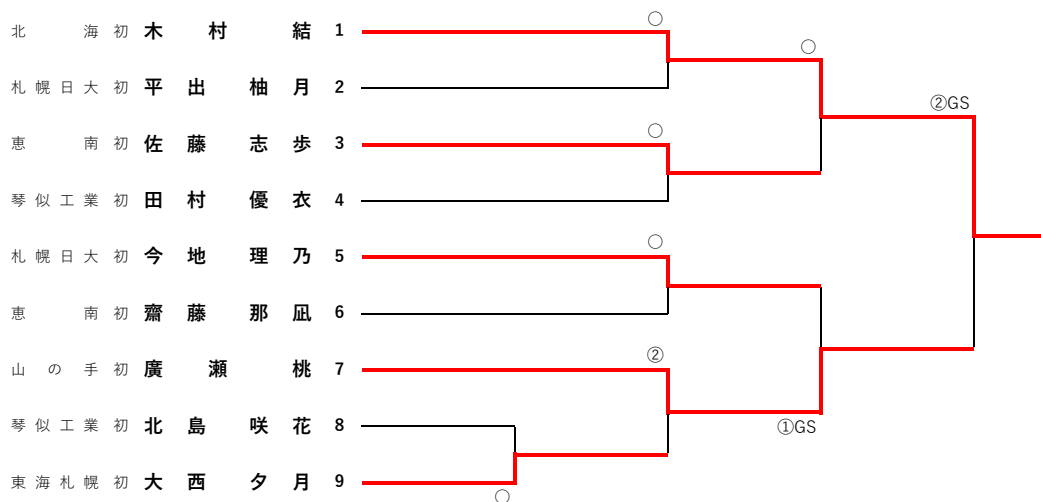 ○
北海 初 木村結 1
○
札幌日大 初 平出柚月 2
②GS
○
恵南 初 佐藤志歩 3
琴似工業 初 田村優衣 4
○
札幌日大 初 今地理乃 5
恵南 初 齋藤那凪 6
②
山の手 初 廣瀬桃 7
琴似工業 初 北島咲花 8
①GS
東海札幌 初 大西夕月 9
○